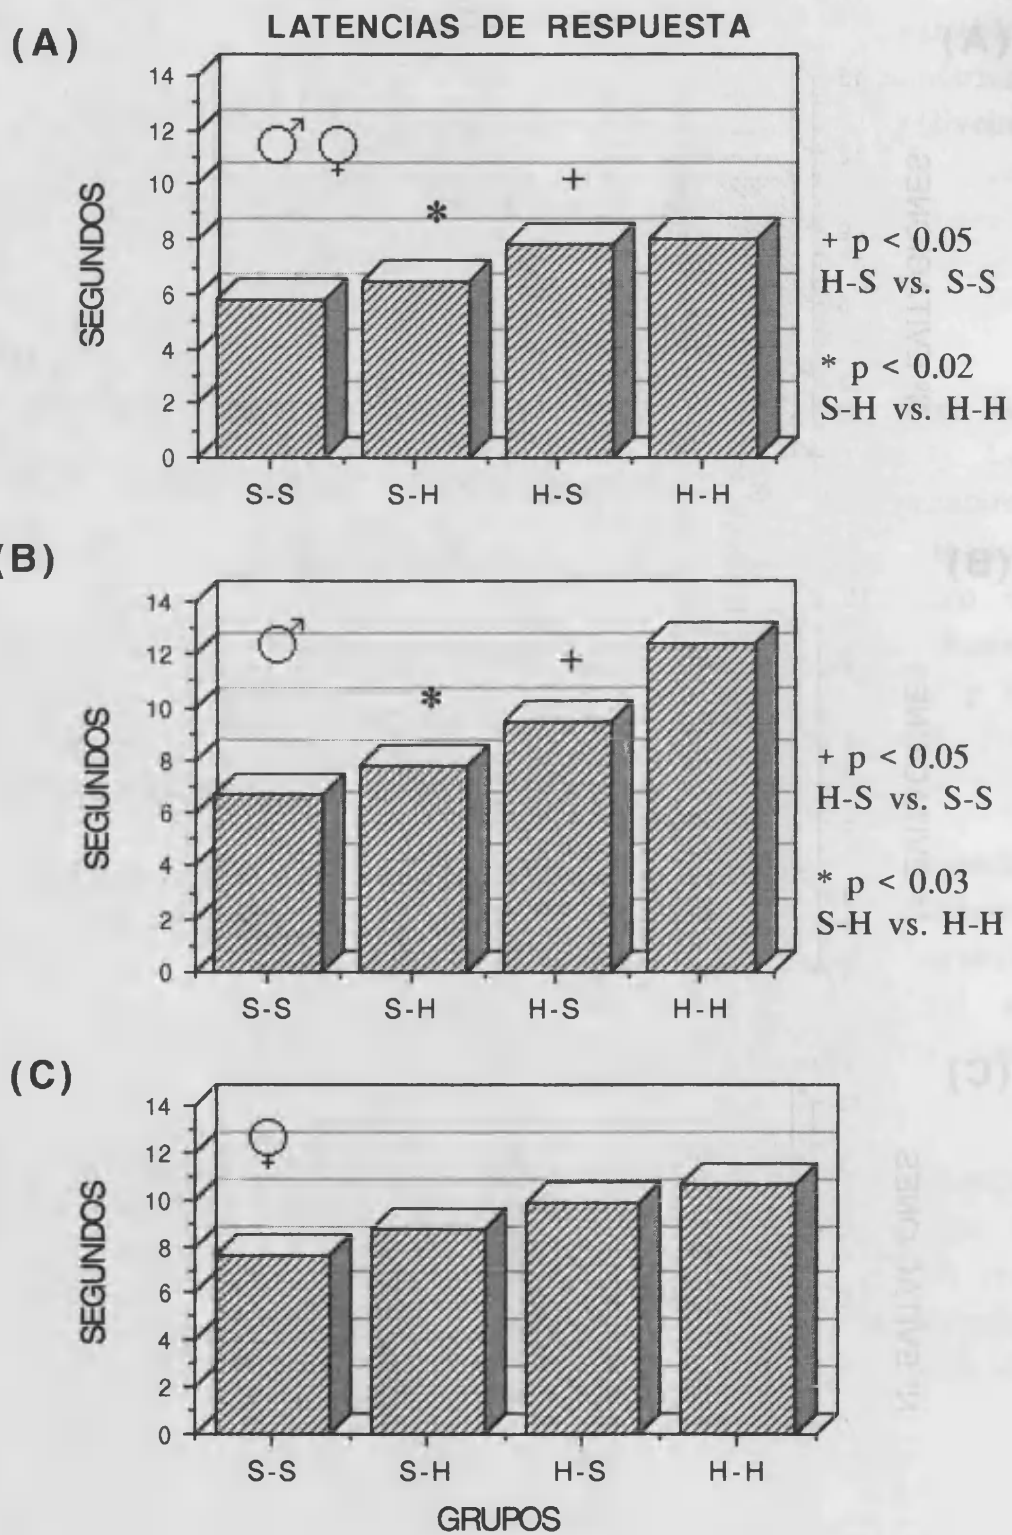 LATENCIAS DE RESPUESTA
(A)
SEGUNDOS
14
12
10
8
6
4
2
0
♂ ♀
*
+
S-S S-H H-S H-H
+ p < 0.05
H-S vs. S-S
* p < 0.02
S-H vs. H-H
(B)
SEGUNDOS
14
12
10
8
6
4
2
0
♂
*
+
S-S S-H H-S H-H
+ p < 0.05
H-S vs. S-S
* p < 0.03
S-H vs. H-H
(C)
SEGUNDOS
14
12
10
8
6
4
2
0
♀
S-S S-H H-S H-H
GRUPOS